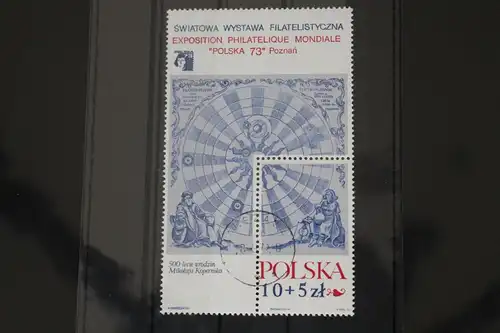 ŚWIATOWA WYSTAWA FILATELISTYCZNA
EXPOSITION PHILATELIQUE MONDIALE
"POLSKA 73" Poznań
500-lecie urodzin
Mikołaja Kopernika
POLSKA
10+5 zł